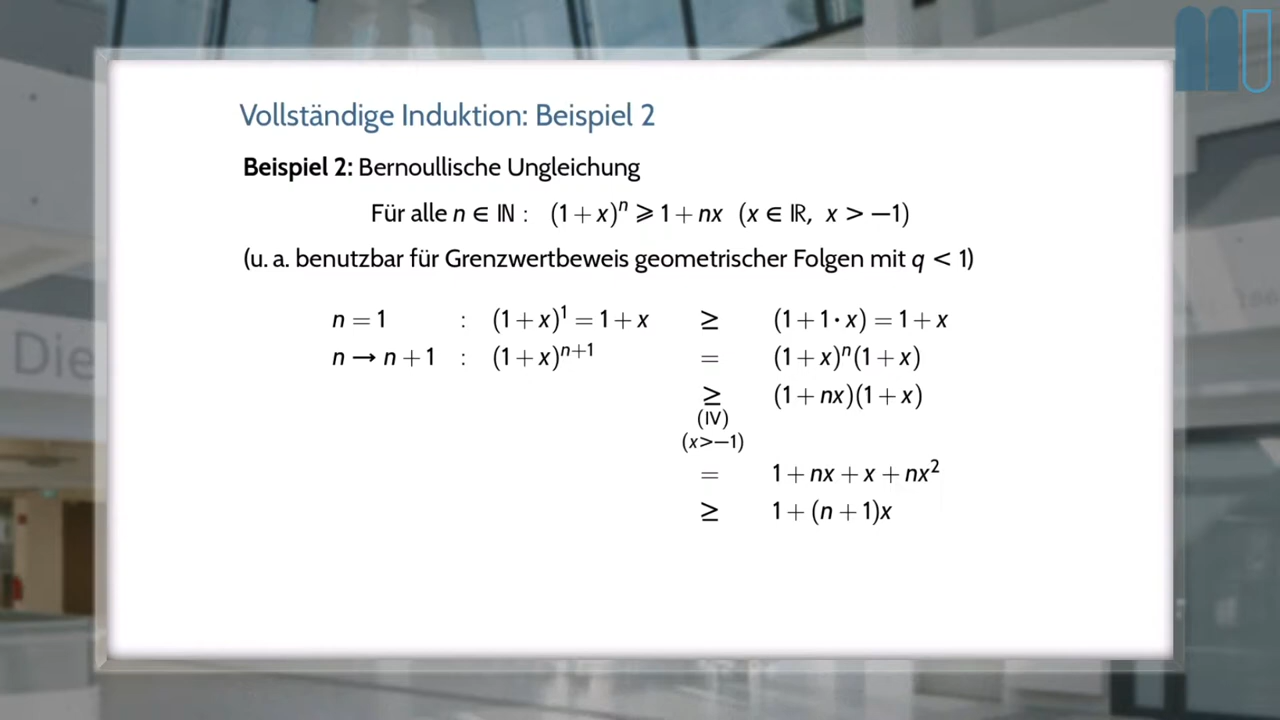 Vollständige Induktion: Beispiel 2
Beispiel 2: Bernoullische Ungleichung
Für alle n ∈ ℕ : (1 + x)ⁿ ⩾ 1 + nx (x ∈ ℝ, x > −1)
(u. a. benutzbar für Grenzwertbeweis geometrischer Folgen mit q < 1)
n = 1 : (1 + x)¹ = 1 + x ≥ (1 + 1 · x) = 1 + x
n → n + 1 : (1 + x)ⁿ⁺¹ = (1 + x)ⁿ(1 + x)
≥ (1 + nx)(1 + x)
(IV)
(x>−1)
= 1 + nx + x + nx²
≥ 1 + (n + 1)x
Die